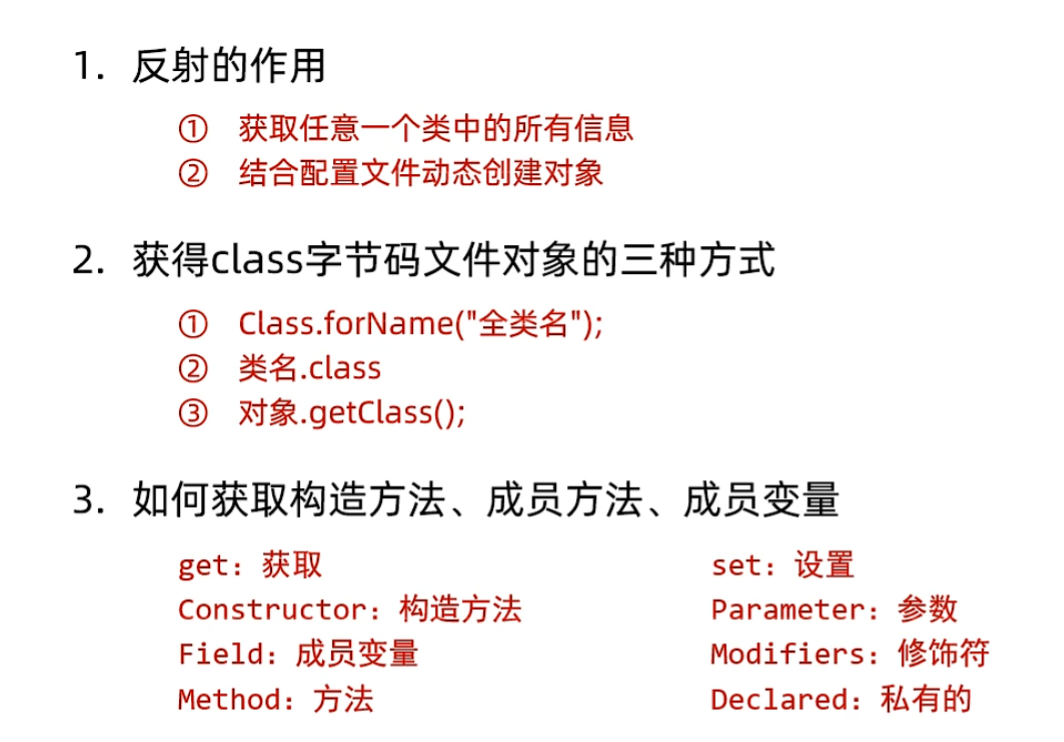 1. 反射的作用
① 获取任意一个类中的所有信息
② 结合配置文件动态创建对象
2. 获得class字节码文件对象的三种方式
① Class.forName("全类名");
② 类名.class
③ 对象.getClass();
3. 如何获取构造方法、成员方法、成员变量
get：获取 set：设置
Constructor：构造方法 Parameter：参数
Field：成员变量 Modifiers：修饰符
Method：方法 Declared：私有的